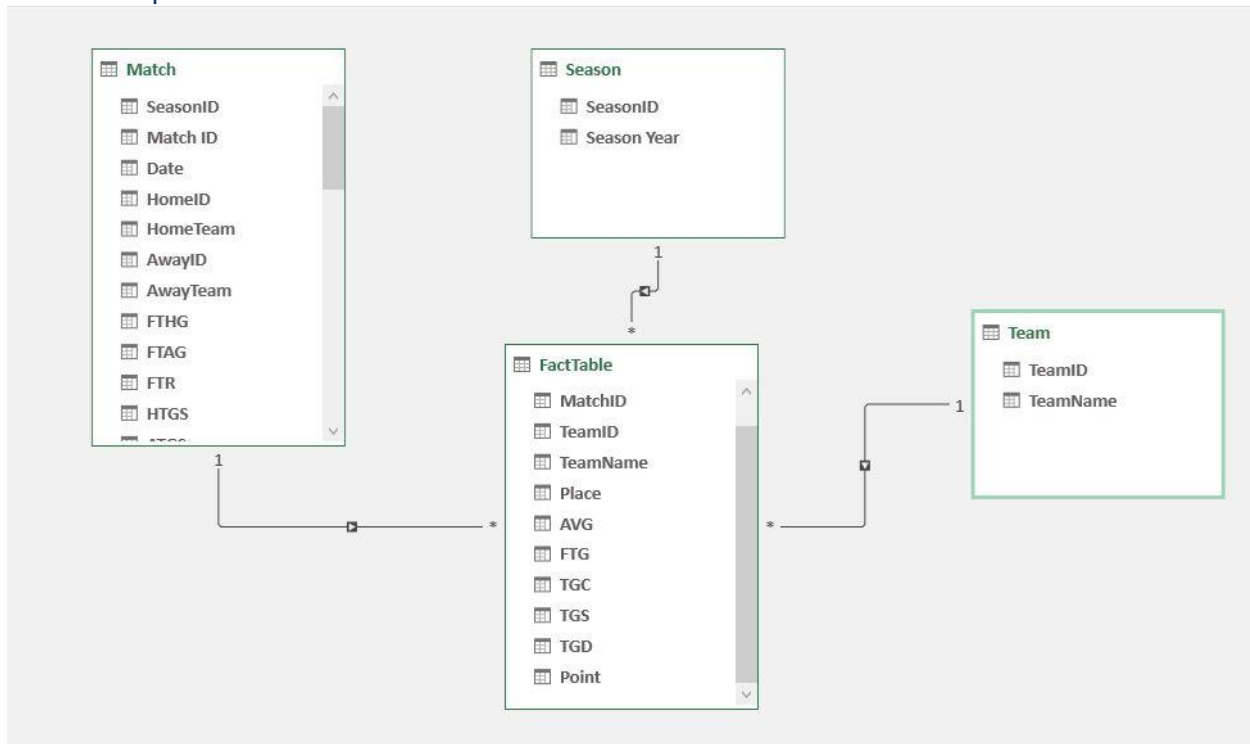 Match
SeasonID
Match ID
Date
HomeID
HomeTeam
AwayID
AwayTeam
FTHG
FTAG
FTR
HTGS
1
Season
SeasonID
Season Year
1
*
FactTable
MatchID
TeamID
TeamName
Place
AVG
FTG
TGC
TGS
TGD
Point
*
*
1
Team
TeamID
TeamName